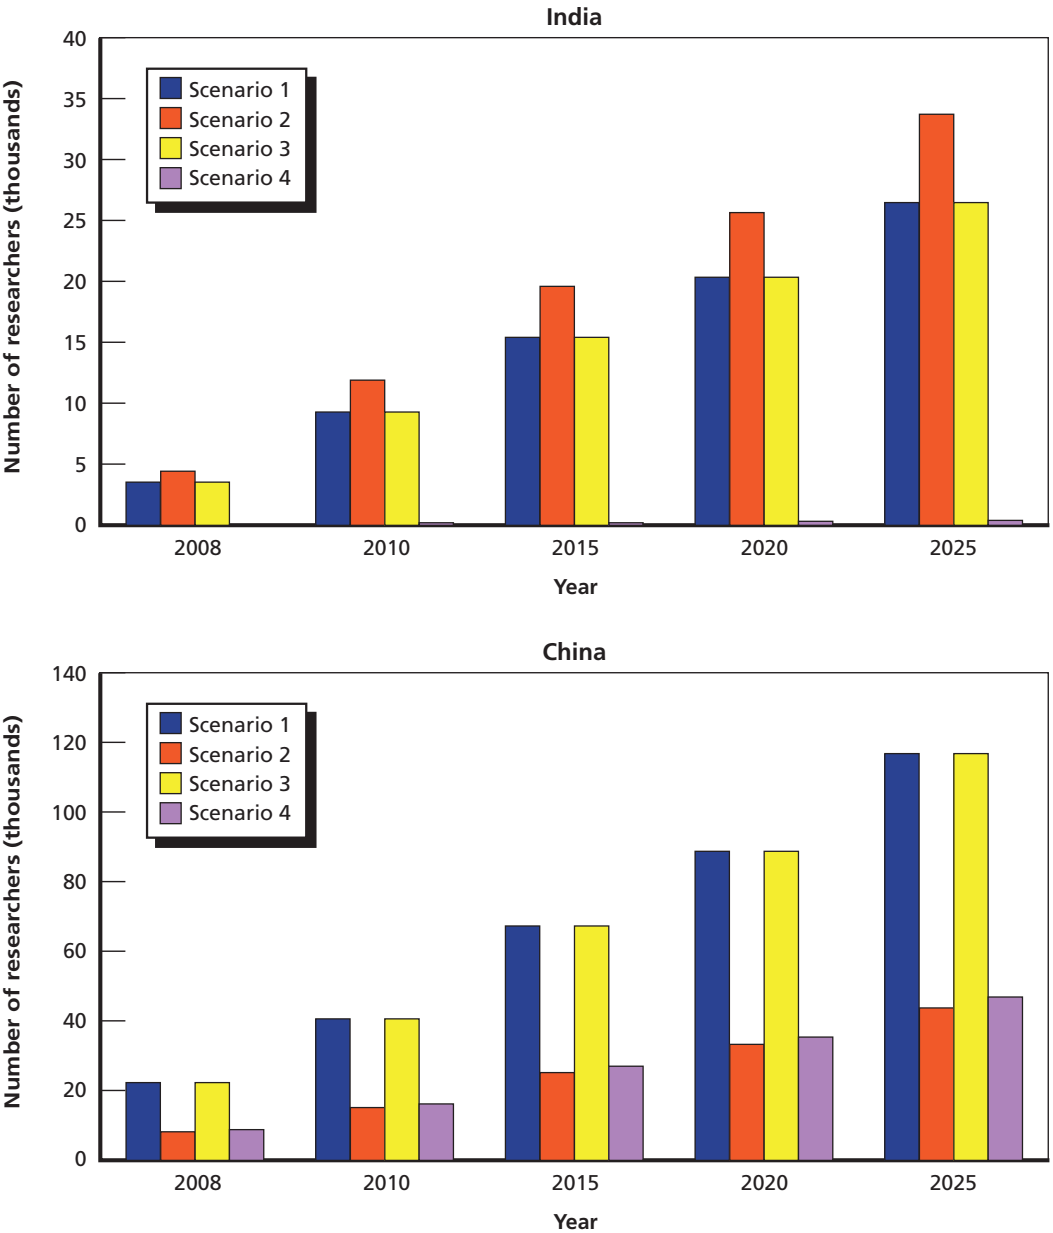 India
Number of researchers (thousands)
40
35
30
25
20
15
10
5
0
Scenario 1
Scenario 2
Scenario 3
Scenario 4
2008 2010 2015 2020 2025
Year
China
Number of researchers (thousands)
140
120
100
80
60
40
20
0
Scenario 1
Scenario 2
Scenario 3
Scenario 4
2008 2010 2015 2020 2025
Year